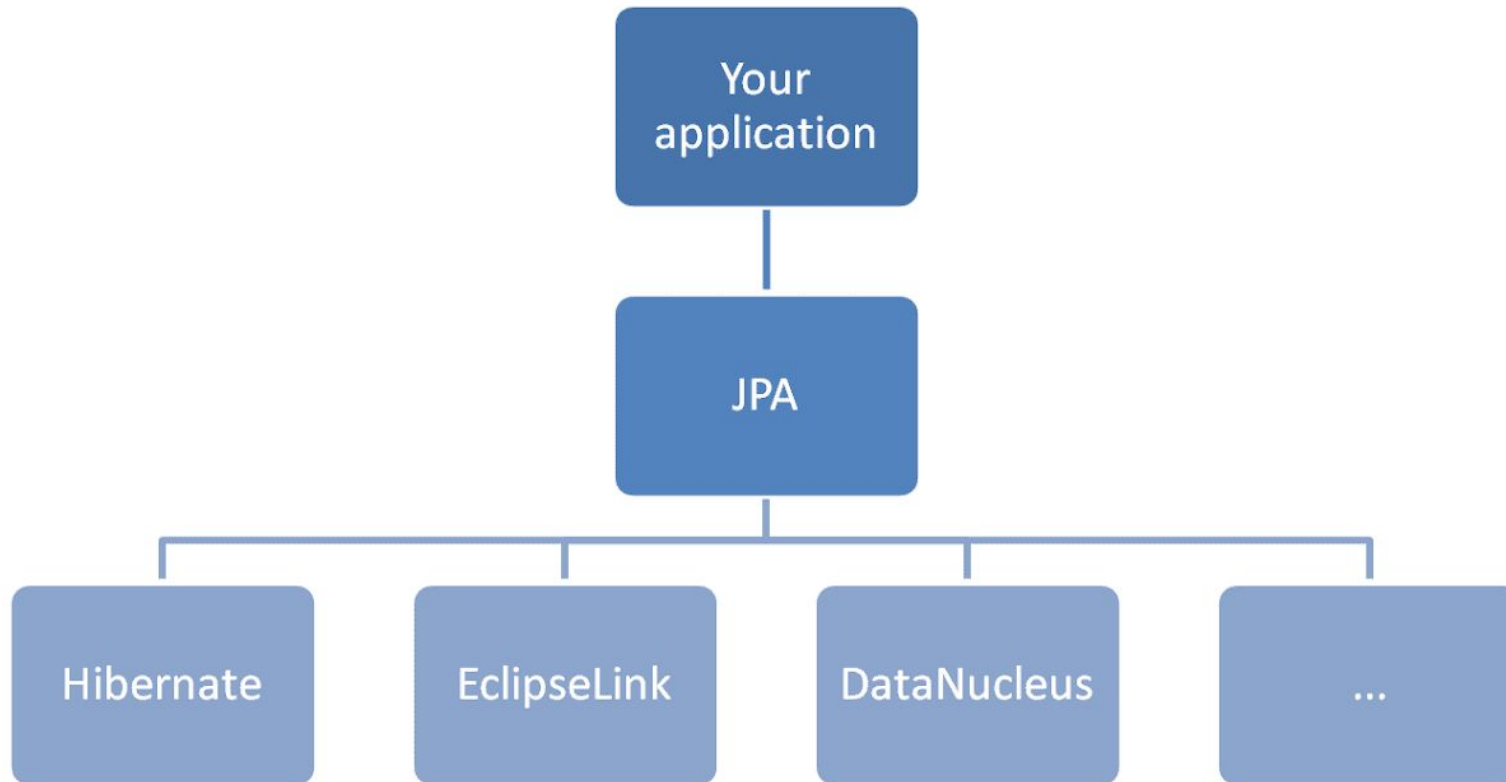 Your
application
JPA
Hibernate
EclipseLink
DataNucleus
...